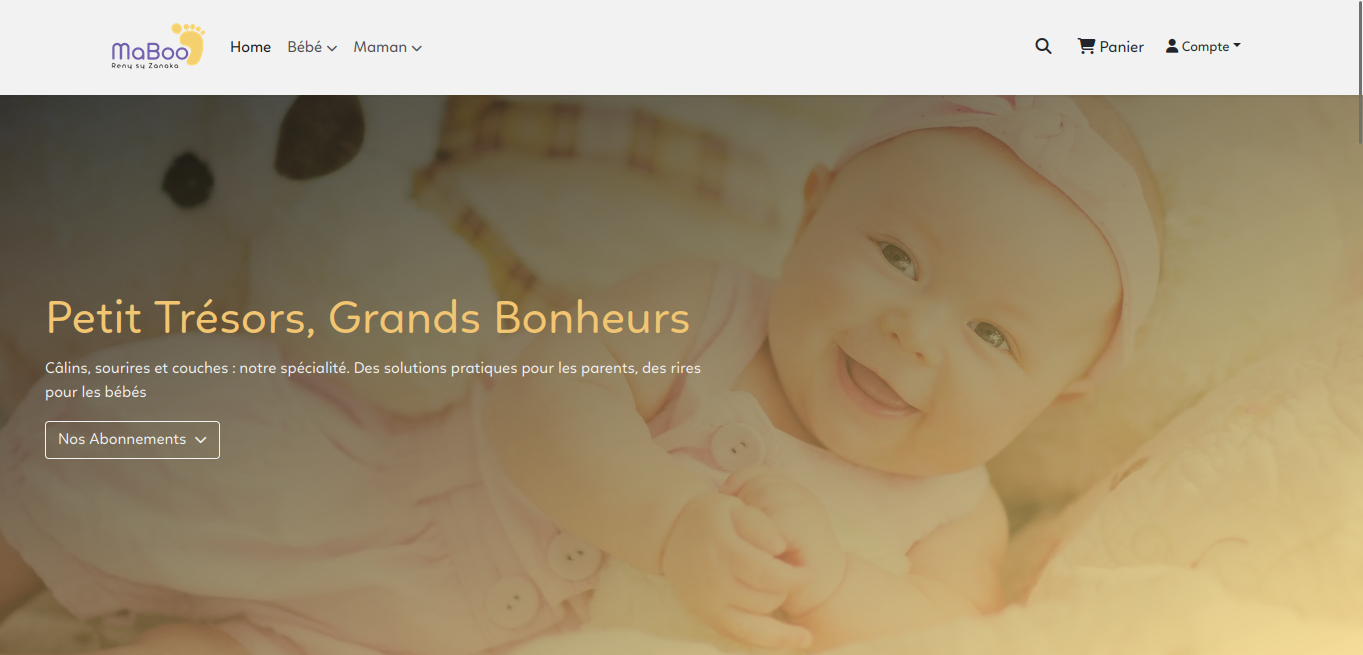 MaBoo
Reny sy Zanaka
Home
Bébé
Maman
Panier
Compte
Petit Trésors, Grands Bonheurs
Câlins, sourires et couches : notre spécialité. Des solutions pratiques pour les parents, des rires
pour les bébés
Nos Abonnements